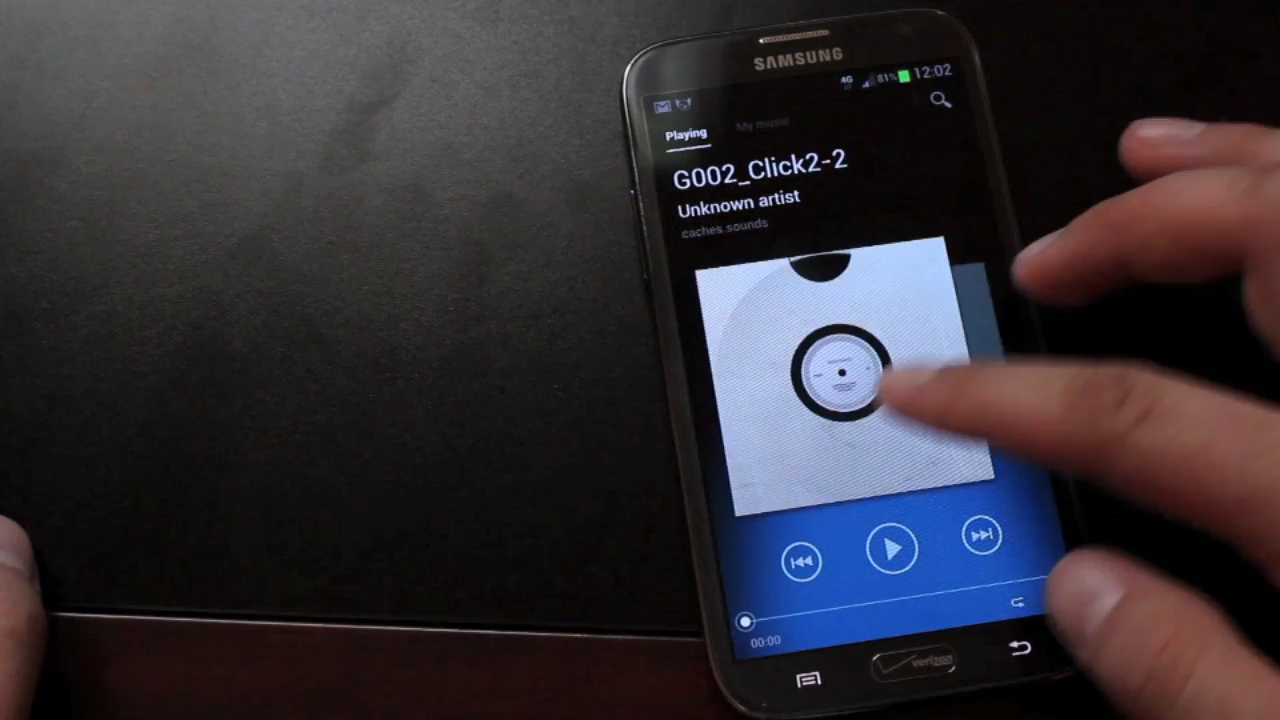 SAMSUNG
4G 81% 12:02
Playing My music
G002_Click2-2
Unknown artist
caches sounds
00:00
verizon